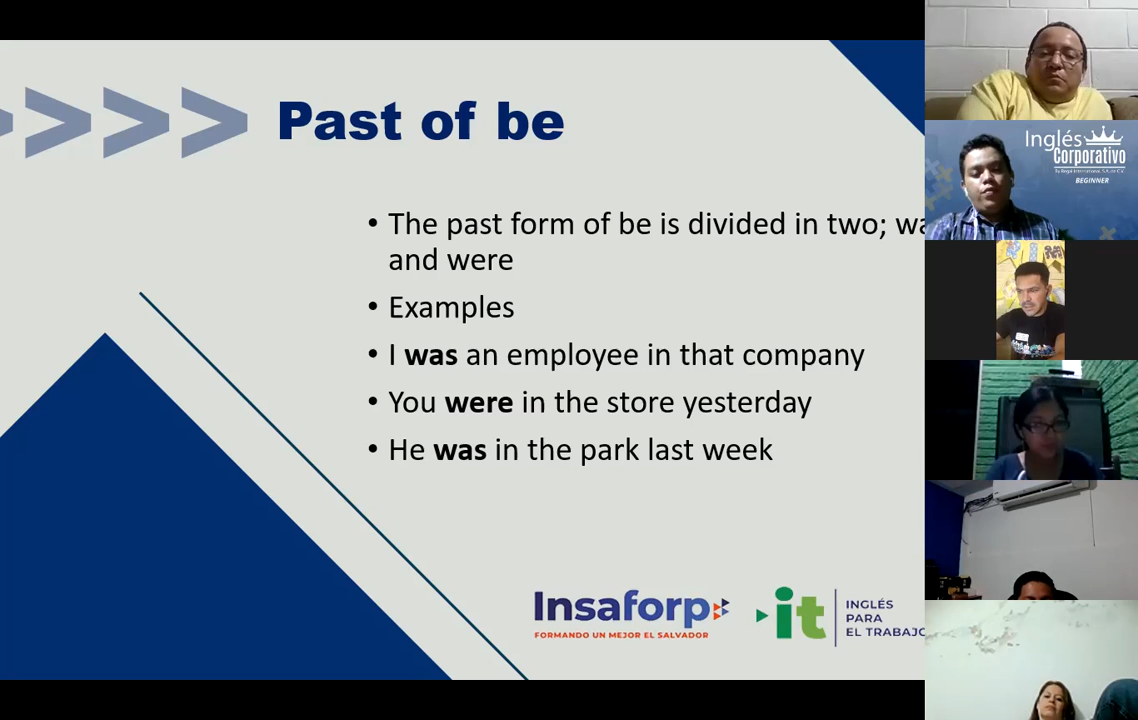 Past of be
• The past form of be is divided in two; wa
and were
• Examples
• I was an employee in that company
• You were in the store yesterday
• He was in the park last week
Insaforp
FORMANDO UN MEJOR EL SALVADOR
it
INGLÉS
PARA
EL TRABAJO
Inglés
Corporativo
BEGINNER